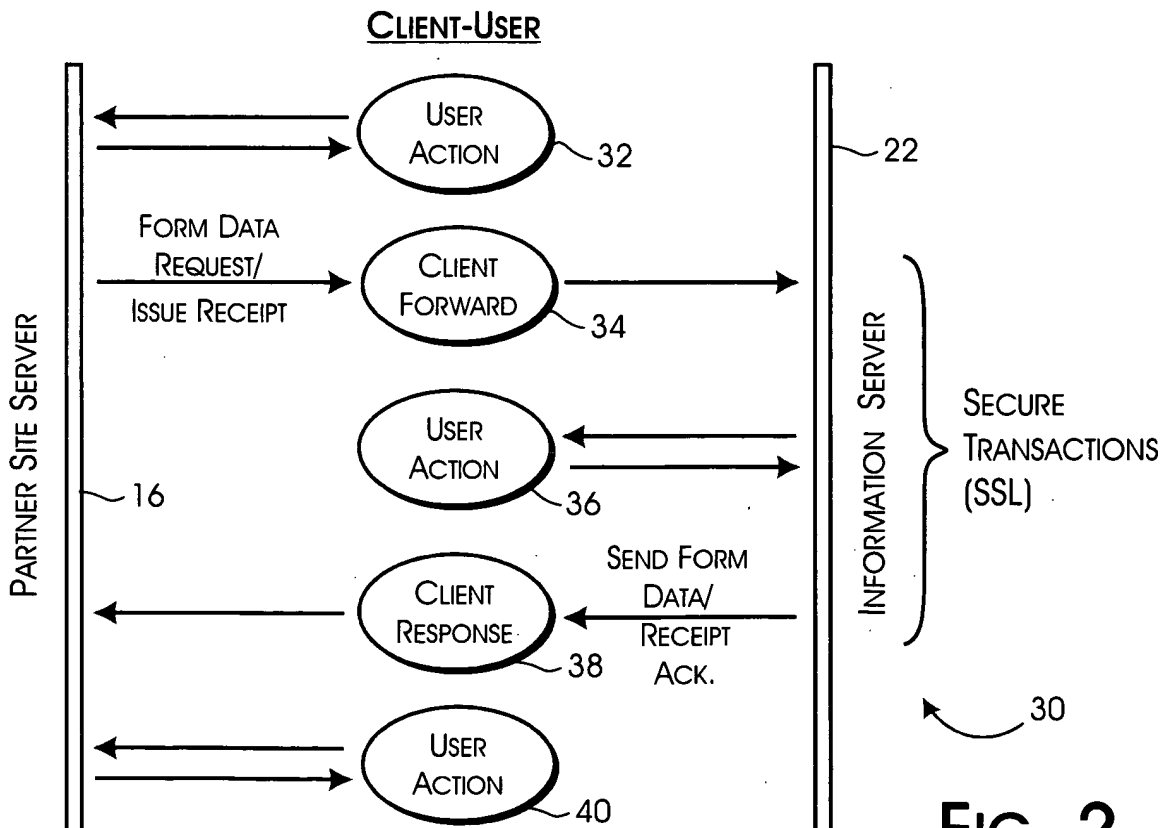 CLIENT-USER
USER
ACTION
32
22
FORM DATA
REQUEST/
ISSUE RECEIPT
CLIENT
FORWARD
34
PARTNER SITE SERVER
16
USER
ACTION
36
INFORMATION SERVER
SECURE
TRANSACTIONS
(SSL)
CLIENT
RESPONSE
38
SEND FORM
DATA/
RECEIPT
ACK.
30
USER
ACTION
40
FIG. 2